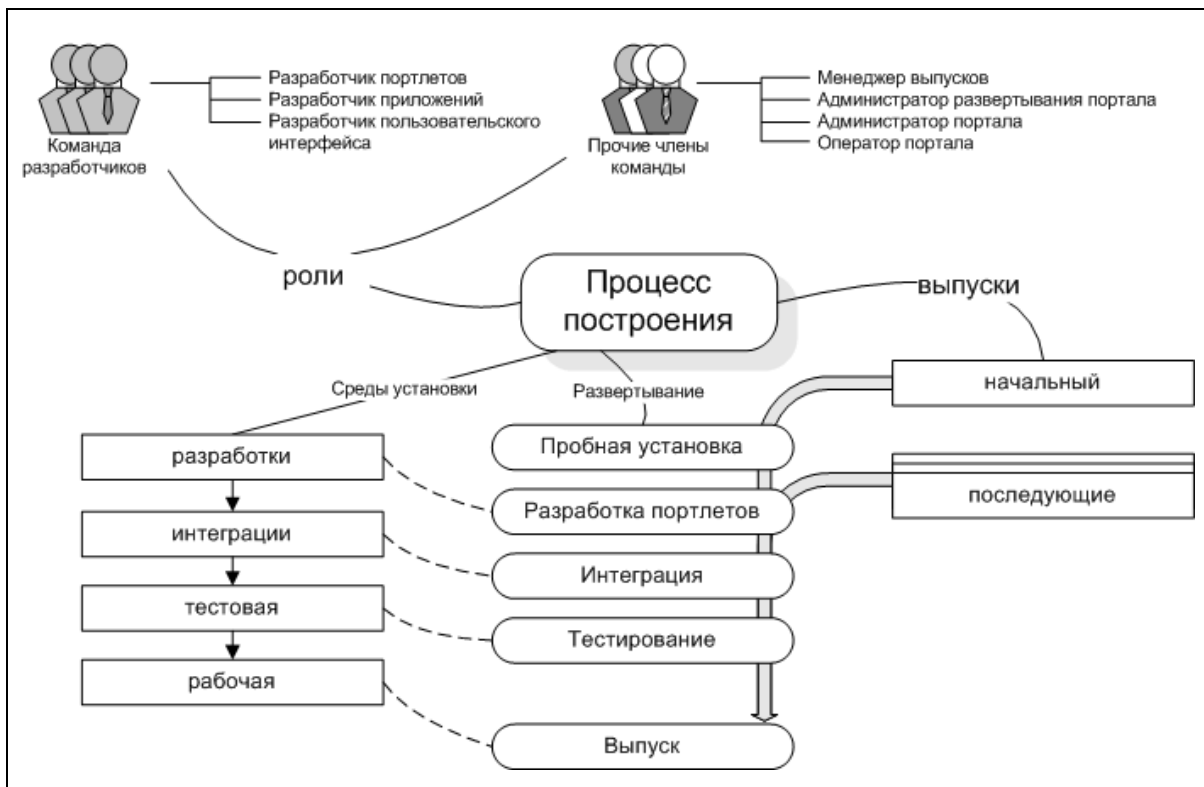 Команда
разработчиков
Разработчик портлетов
Разработчик приложений
Разработчик пользовательского
интерфейса
Прочие члены
команды
Менеджер выпусков
Администратор развертывания портала
Администратор портала
Оператор портала
роли
Процесс
построения
выпуски
Среды установки
Развертывание
начальный
последующие
разработки
интеграции
тестовая
рабочая
Пробная установка
Разработка портлетов
Интеграция
Тестирование
Выпуск